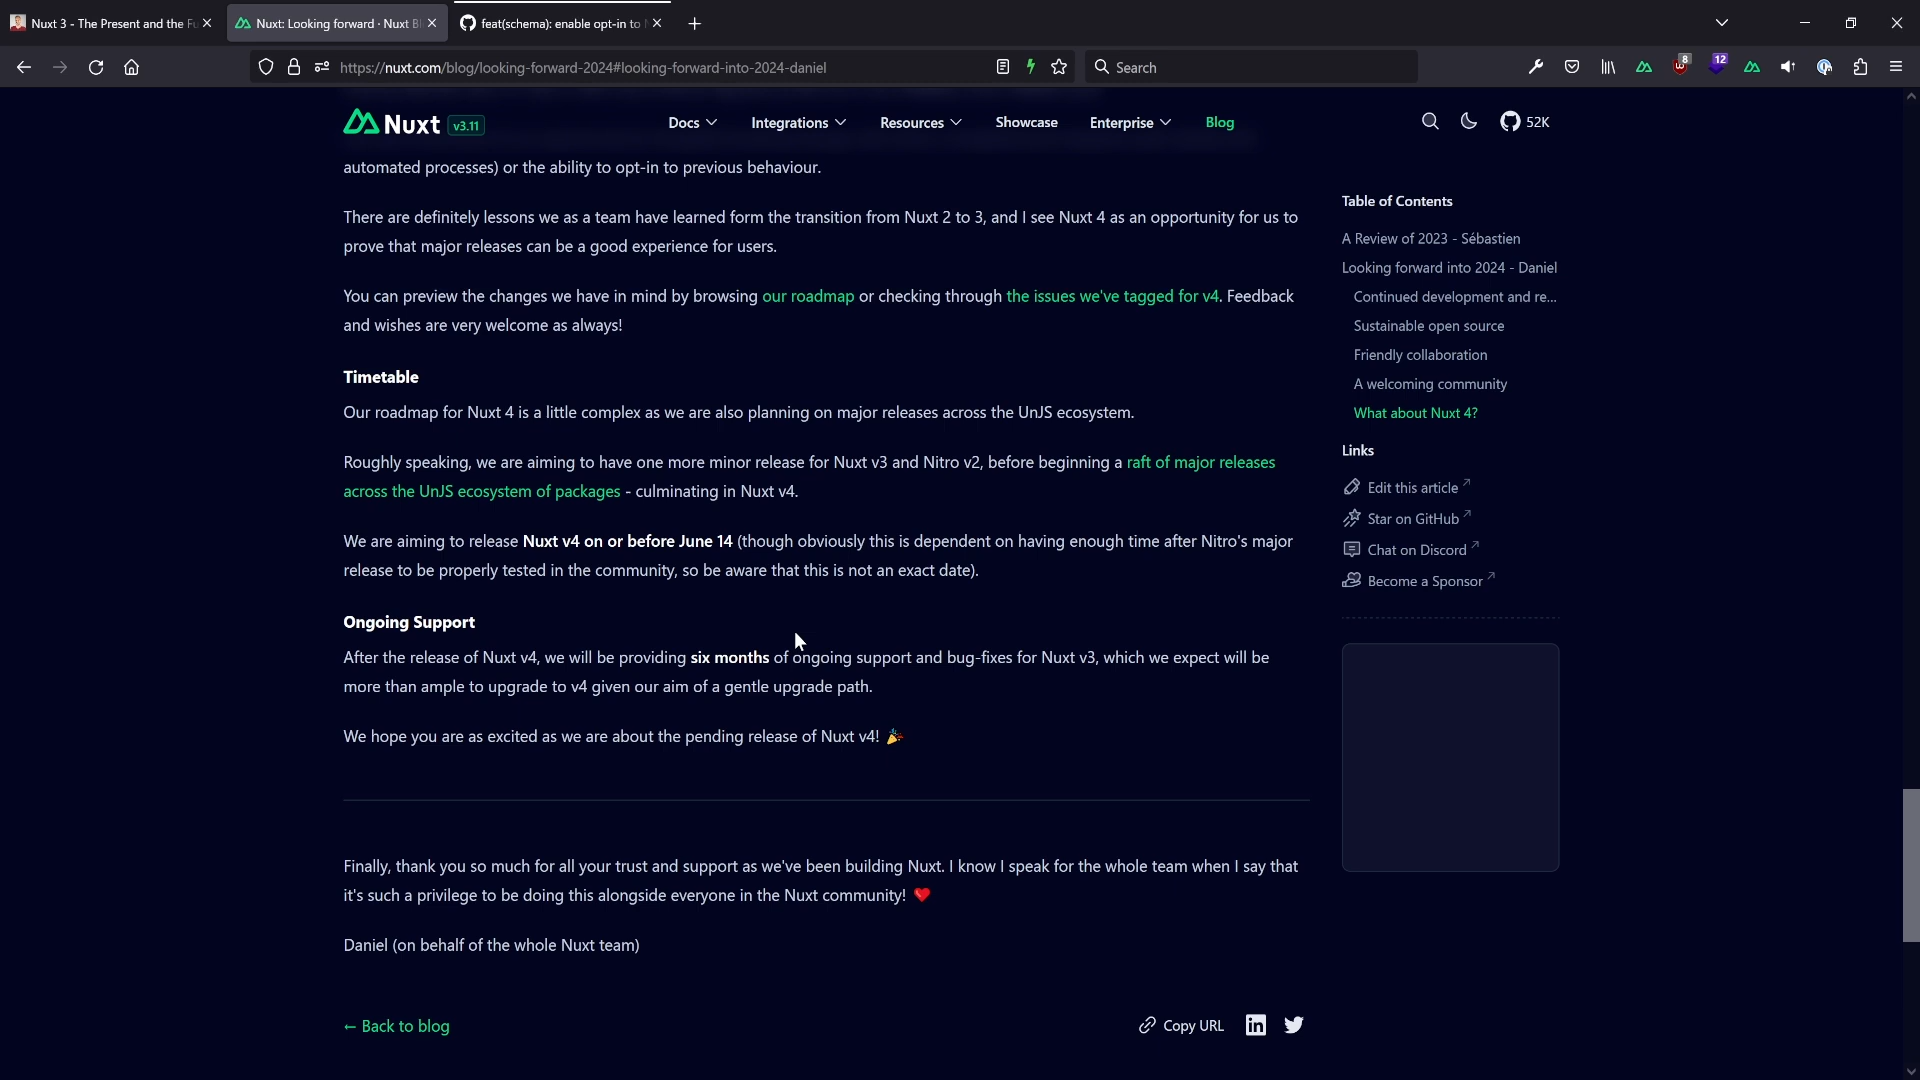 Nuxt 3 - The Present and the Fu
Nuxt: Looking forward · Nuxt Bl
feat(schema): enable opt-in to
https://nuxt.com/blog/looking-forward-2024#looking-forward-into-2024-daniel
Search
8
12
Nuxt v3.11
Docs
Integrations
Resources
Showcase
Enterprise
Blog
52K
automated processes) or the ability to opt-in to previous behaviour.
There are definitely lessons we as a team have learned form the transition from Nuxt 2 to 3, and I see Nuxt 4 as an opportunity for us to
prove that major releases can be a good experience for users.
You can preview the changes we have in mind by browsing our roadmap or checking through the issues we've tagged for v4. Feedback
and wishes are very welcome as always!
Timetable
Our roadmap for Nuxt 4 is a little complex as we are also planning on major releases across the UnJS ecosystem.
Roughly speaking, we are aiming to have one more minor release for Nuxt v3 and Nitro v2, before beginning a raft of major releases
across the UnJS ecosystem of packages - culminating in Nuxt v4.
We are aiming to release Nuxt v4 on or before June 14 (though obviously this is dependent on having enough time after Nitro's major
release to be properly tested in the community, so be aware that this is not an exact date).
Ongoing Support
After the release of Nuxt v4, we will be providing six months of ongoing support and bug-fixes for Nuxt v3, which we expect will be
more than ample to upgrade to v4 given our aim of a gentle upgrade path.
We hope you are as excited as we are about the pending release of Nuxt v4! 🎉
Finally, thank you so much for all your trust and support as we've been building Nuxt. I know I speak for the whole team when I say that
it's such a privilege to be doing this alongside everyone in the Nuxt community! ❤️
Daniel (on behalf of the whole Nuxt team)
← Back to blog
Copy URL
Table of Contents
A Review of 2023 - Sébastien
Looking forward into 2024 - Daniel
Continued development and re...
Sustainable open source
Friendly collaboration
A welcoming community
What about Nuxt 4?
Links
Edit this article
Star on GitHub
Chat on Discord
Become a Sponsor